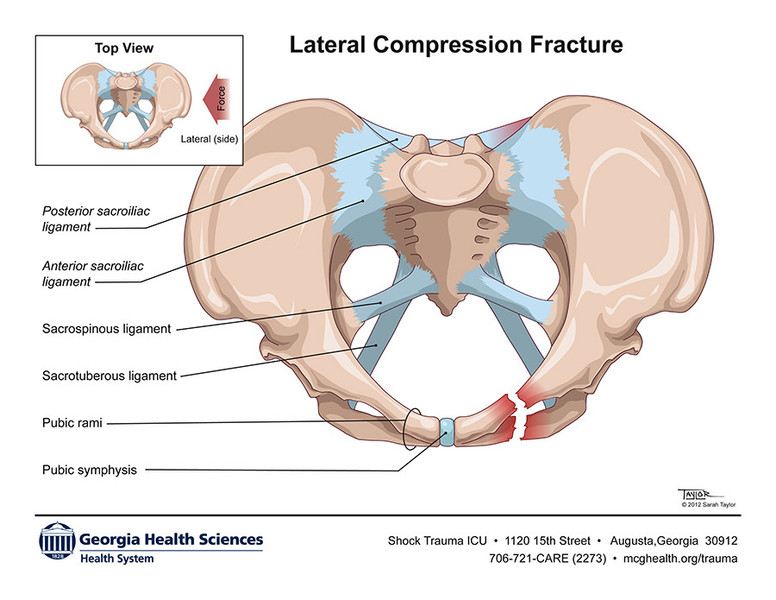 Lateral Compression Fracture
Top View
Force
Lateral (side)
Posterior sacroiliac
ligament
Anterior sacroiliac
ligament
Sacrospinous ligament
Sacrotuberous ligament
Pubic rami
Pubic symphysis
TAYLOR
© 2012 Sarah Taylor
1828
Georgia Health Sciences
Health System
Shock Trauma ICU • 1120 15th Street • Augusta,Georgia 30912
706-721-CARE (2273) • mcghealth.org/trauma